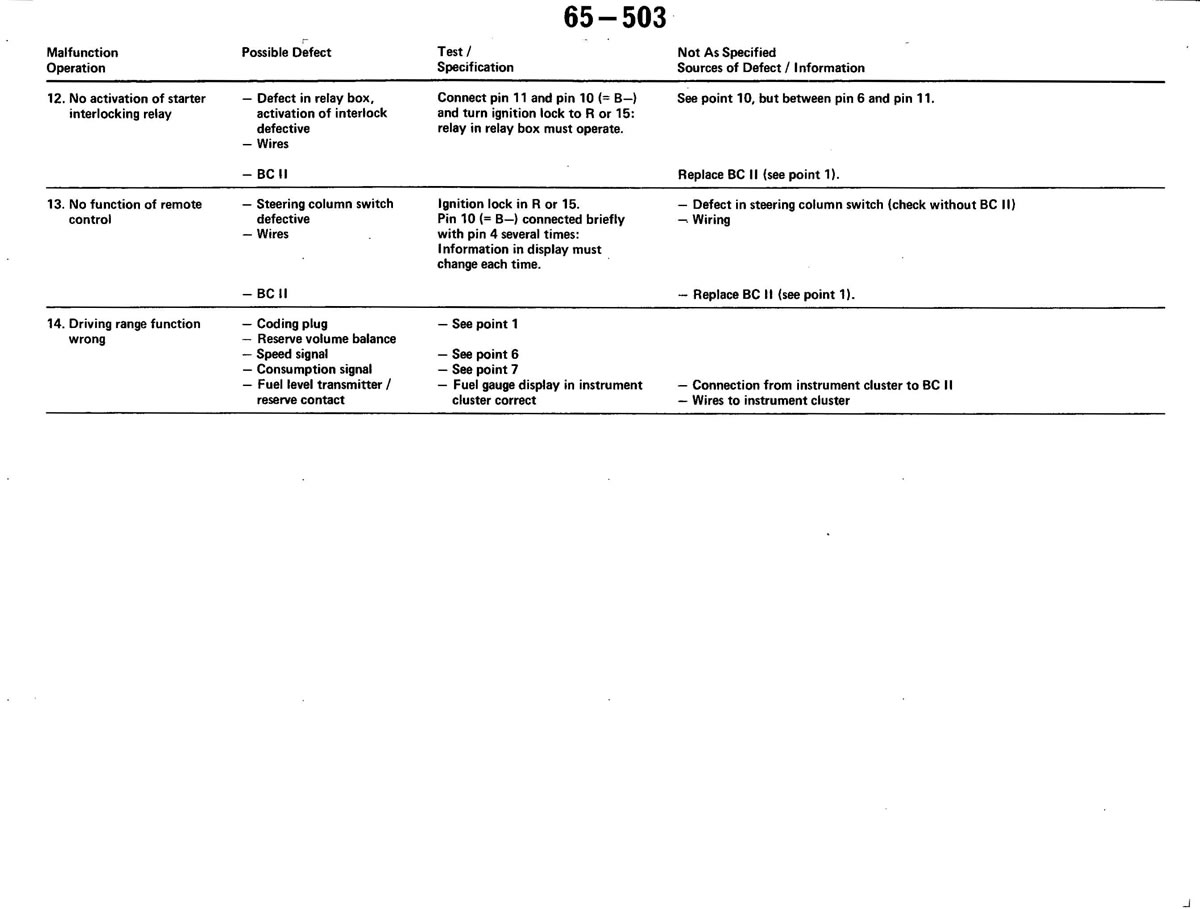 65–503
Malfunction Operation
Possible Defect
Test / Specification
Not As Specified Sources of Defect / Information
12. No activation of starter
interlocking relay
– Defect in relay box,
activation of interlock
defective
– Wires
– BC II
Connect pin 11 and pin 10 (= B–)
and turn ignition lock to R or 15:
relay in relay box must operate.
See point 10, but between pin 6 and pin 11.
Replace BC II (see point 1).
13. No function of remote
control
– Steering column switch
defective
– Wires
– BC II
Ignition lock in R or 15.
Pin 10 (= B–) connected briefly
with pin 4 several times:
Information in display must
change each time.
– Defect in steering column switch (check without BC II)
– Wiring
– Replace BC II (see point 1).
14. Driving range function
wrong
– Coding plug
– Reserve volume balance
– Speed signal
– Consumption signal
– Fuel level transmitter /
reserve contact
– See point 1
– See point 6
– See point 7
– Fuel gauge display in instrument
cluster correct
– Connection from instrument cluster to BC II
– Wires to instrument cluster